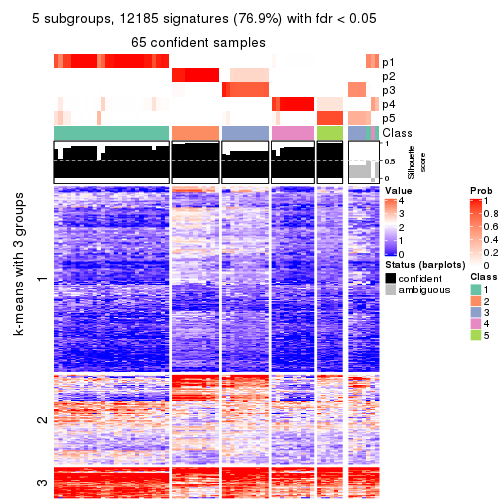 5 subgroups, 12185 signatures (76.9%) with fdr < 0.05
65 confident samples
p1
p2
p3
p4
p5
Class
1
0.5
0
Silhouette
score
k-means with 3 groups
1
2
3
Value
4
3
2
1
0
Status (barplots)
confident
ambiguous
Prob
1
0.8
0.6
0.4
0.2
0
Class
1
2
3
4
5